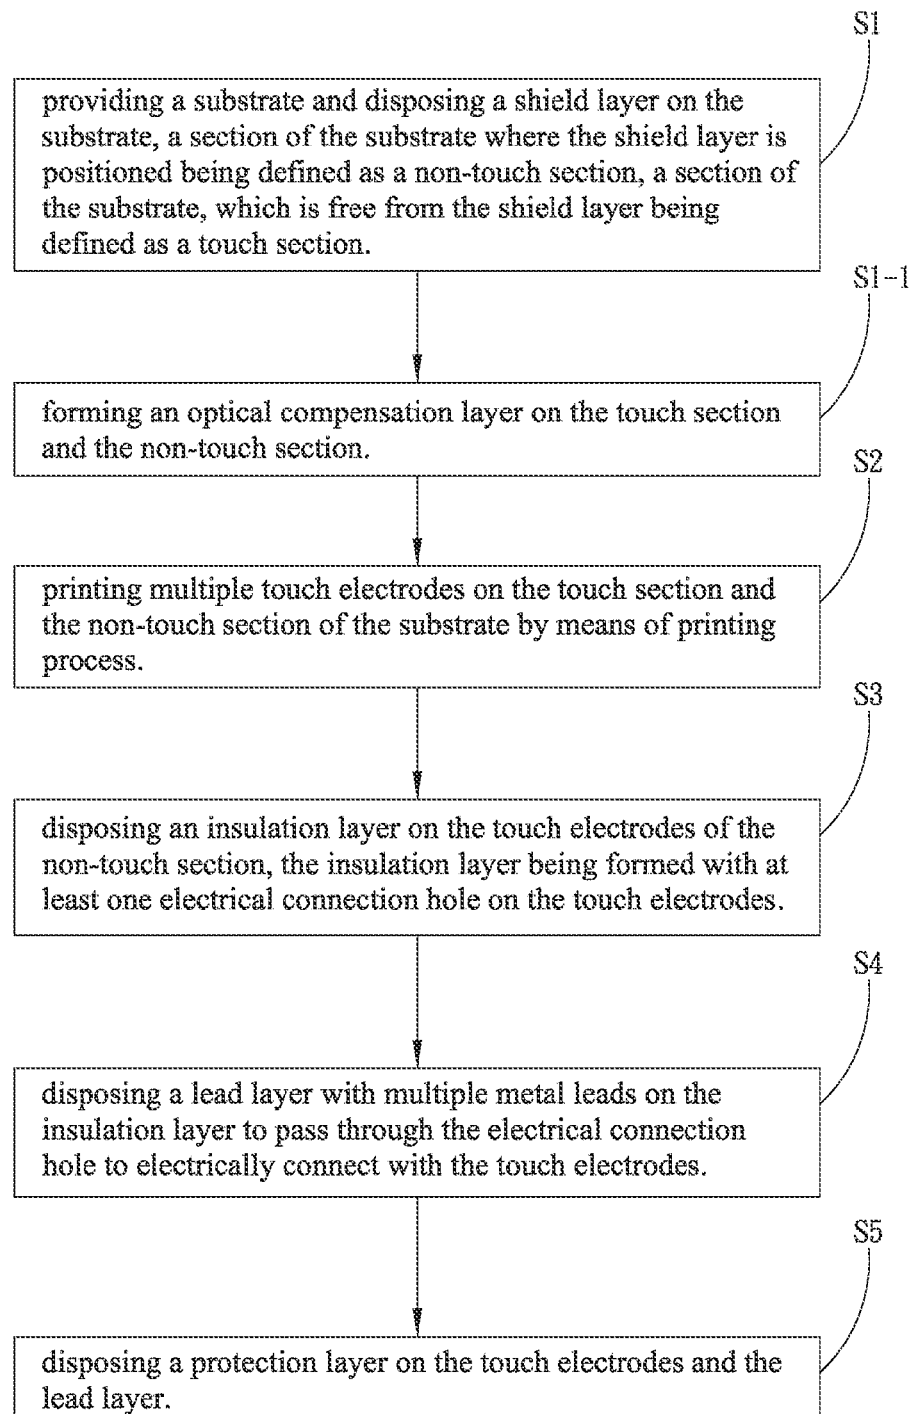 S1
providing a substrate and disposing a shield layer on the
substrate, a section of the substrate where the shield layer is
positioned being defined as a non-touch section, a section of
the substrate, which is free from the shield layer being
defined as a touch section.
S1-1
forming an optical compensation layer on the touch section
and the non-touch section.
S2
printing multiple touch electrodes on the touch section and
the non-touch section of the substrate by means of printing
process.
S3
disposing an insulation layer on the touch electrodes of the
non-touch section, the insulation layer being formed with at
least one electrical connection hole on the touch electrodes.
S4
disposing a lead layer with multiple metal leads on the
insulation layer to pass through the electrical connection
hole to electrically connect with the touch electrodes.
S5
disposing a protection layer on the touch electrodes and the
lead layer.